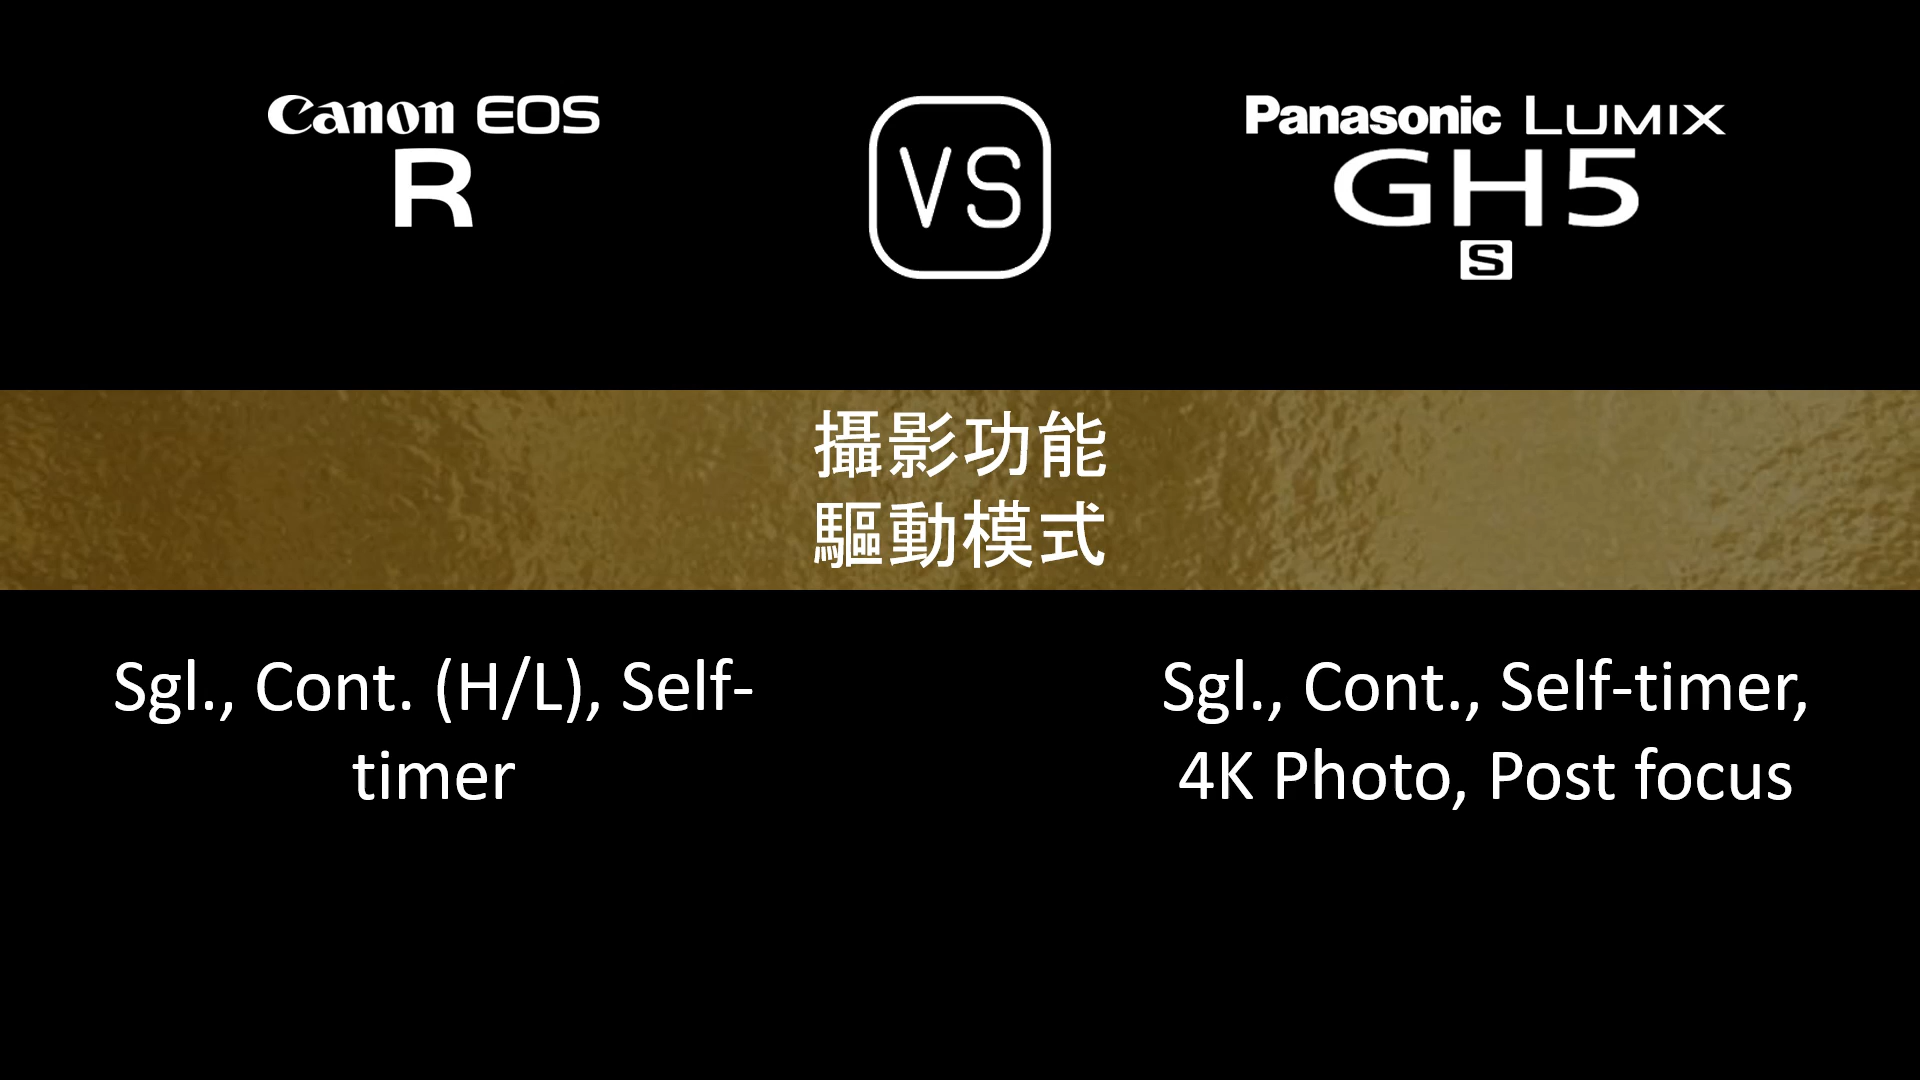 Canon EOS
R
VS
Panasonic LUMIX
GH5
S
攝影功能
驅動模式
Sgl., Cont. (H/L), Self-
timer
Sgl., Cont., Self-timer,
4K Photo, Post focus